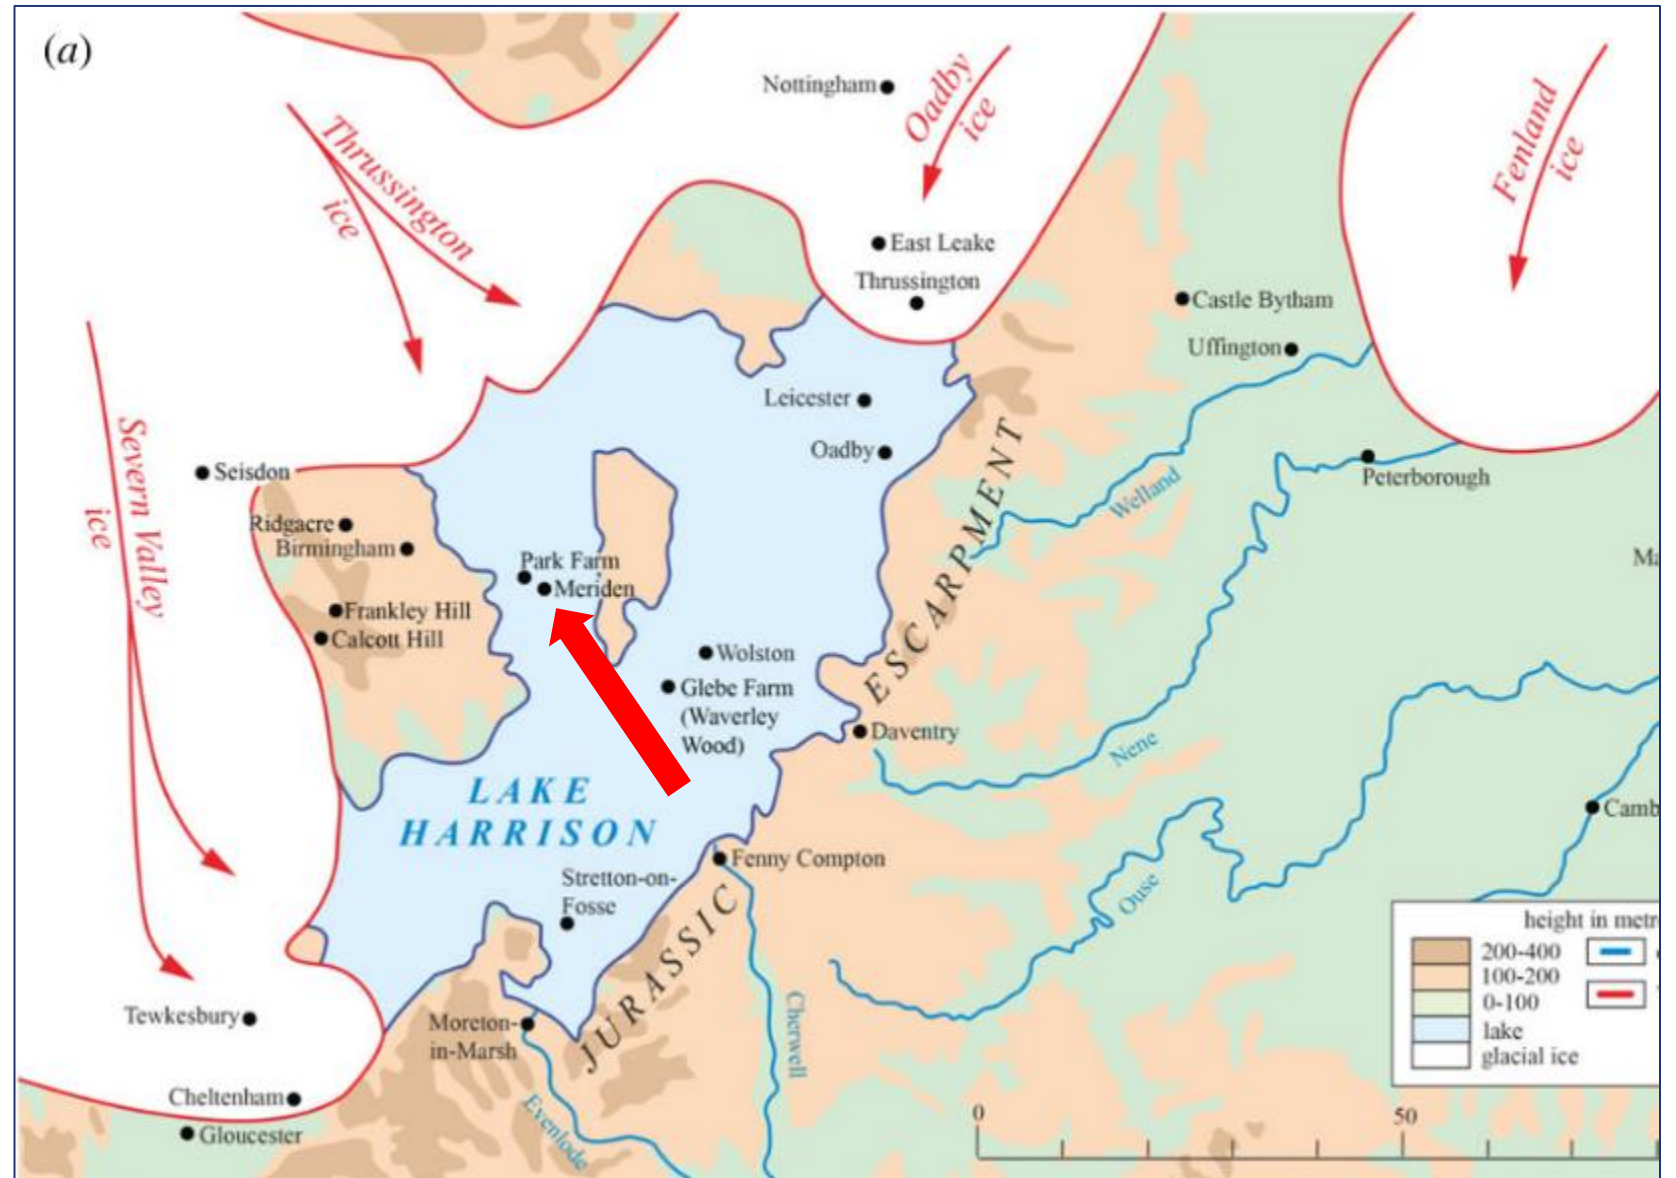 (a)
Nottingham
Oadby
ice
Fenland
ice
Thrussington
ice
East Leake
Thrussington
Castle Bytham
Uffington
Leicester
Oadby
Severn Valley
ice
Seisdon
Peterborough
Welland
Ridgacre
Birmingham
Park Farm
Meriden
Frankley Hill
Calcott Hill
Wolston
Glebe Farm
(Waverley
Wood)
JURASSIC ESCARPMENT
Daventry
Nene
LAKE
HARRISON
Camb
Fenny Compton
Stretton-on-
Fosse
Ouse
Cherwell
Tewkesbury
Moreton-
in-Marsh
Evenlode
Cheltenham
Gloucester
height in metr
200-400
100-200
0-100
lake
glacial ice
0
50